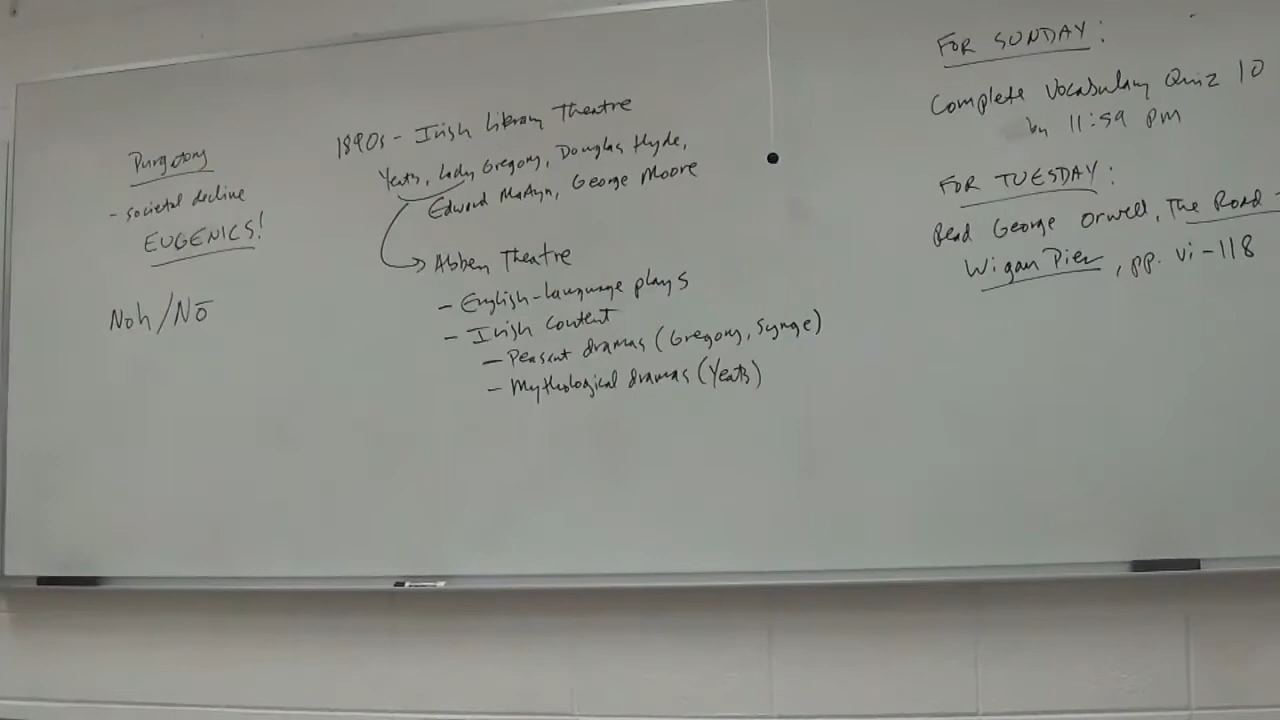 Purgatory
- societal decline
EUGENICS!
Noh/Nō
1890s - Irish Literary Theatre
Yeats, Lady Gregory, Douglas Hyde,
Edward Martyn, George Moore
Abbey Theatre
- English-language plays
- Irish Content
- Peasant dramas (Gregory, Synge)
- Mythological dramas (Yeats)
FOR SUNDAY:
Complete Vocabulary Quiz 10
by 11:59 PM
FOR TUESDAY:
Read George Orwell, The Road
Wigan Pier, pp. vi-118